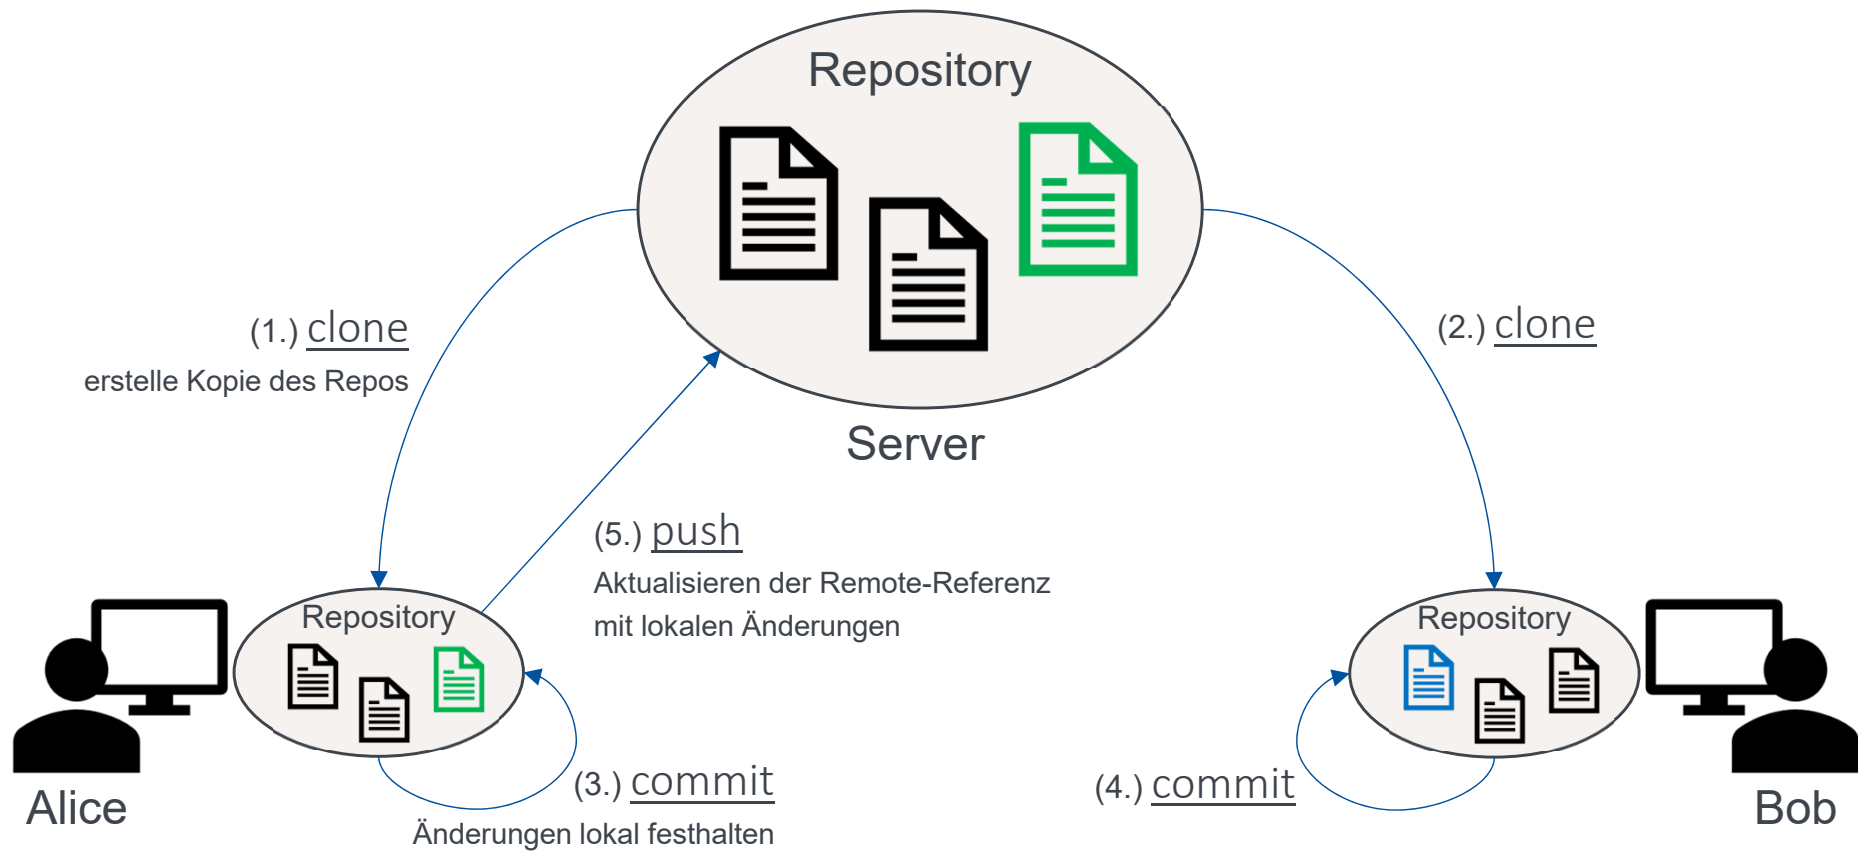 Repository
Server
(1.) clone
erstelle Kopie des Repos
(2.) clone
(5.) push
Aktualisieren der Remote-Referenz
mit lokalen Änderungen
Repository
Repository
(3.) commit
Änderungen lokal festhalten
(4.) commit
Alice
Bob